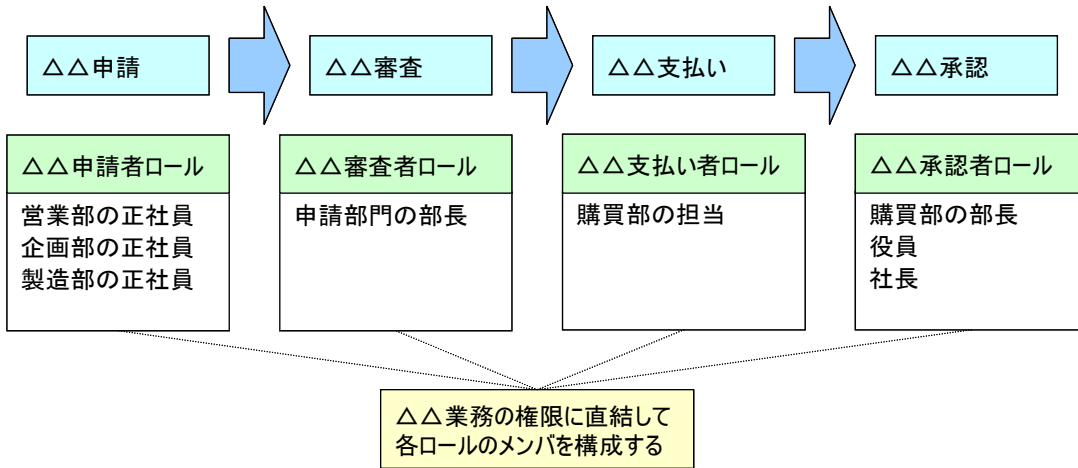 △△申請
△△審査
△△支払い
△△承認
△△申請者ロール
営業部の正社員
企画部の正社員
製造部の正社員
△△審査者ロール
申請部門の部長
△△支払い者ロール
購買部の担当
△△承認者ロール
購買部の部長
役員
社長
△△業務の権限に直結して
各ロールのメンバを構成する